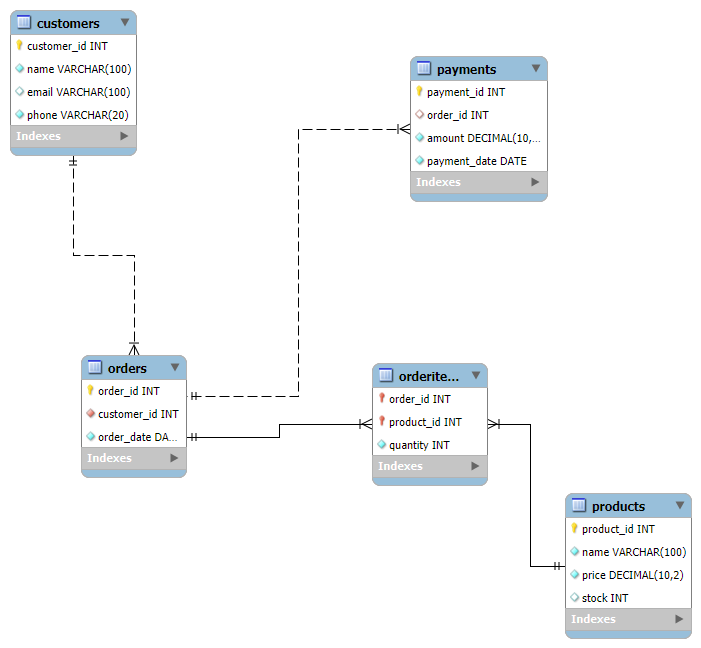 customers
customer_id INT
name VARCHAR(100)
email VARCHAR(100)
phone VARCHAR(20)
Indexes
payments
payment_id INT
order_id INT
amount DECIMAL(10,...
payment_date DATE
Indexes
orders
order_id INT
customer_id INT
order_date DA...
Indexes
orderite...
order_id INT
product_id INT
quantity INT
Indexes
products
product_id INT
name VARCHAR(100)
price DECIMAL(10,2)
stock INT
Indexes